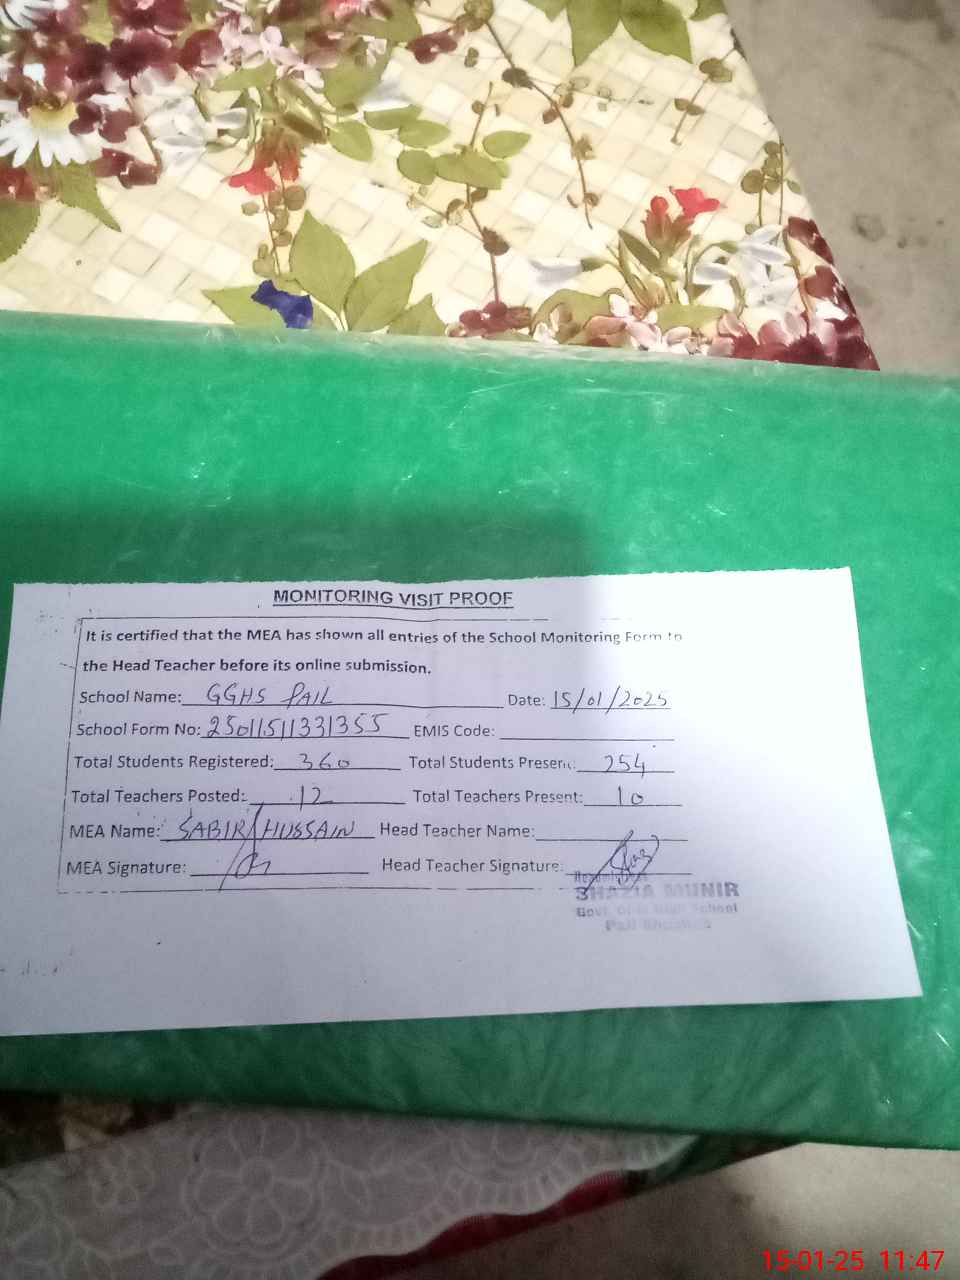 MONITORING VISIT PROOF
It is certified that the MEA has shown all entries of the School Monitoring Form to
the Head Teacher before its online submission.
School Name: GGHS PAIL Date: 15/01/2025
School Form No: 25011511331355 EMIS Code:
Total Students Registered: 360 Total Students Present: 254
Total Teachers Posted: 12 Total Teachers Present: 10
MEA Name: SABIR HUSSAIN Head Teacher Name:
MEA Signature: Head Teacher Signature:
SHAZIA MUNIR
Govt. Girls High School
Pail
15-01-25 11:47